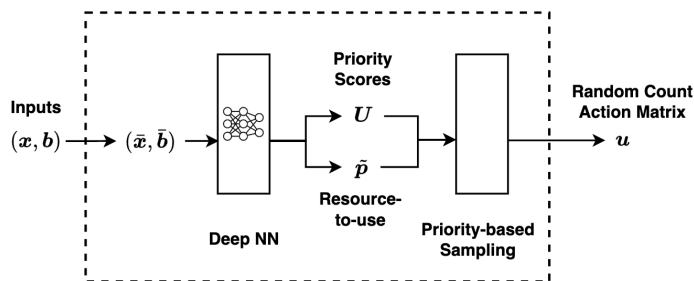 Inputs
(x, b)
(x̄, b̄)
Deep NN
Priority
Scores
U
p̃
Resource-
to-use
Priority-based
Sampling
Random Count
Action Matrix
u